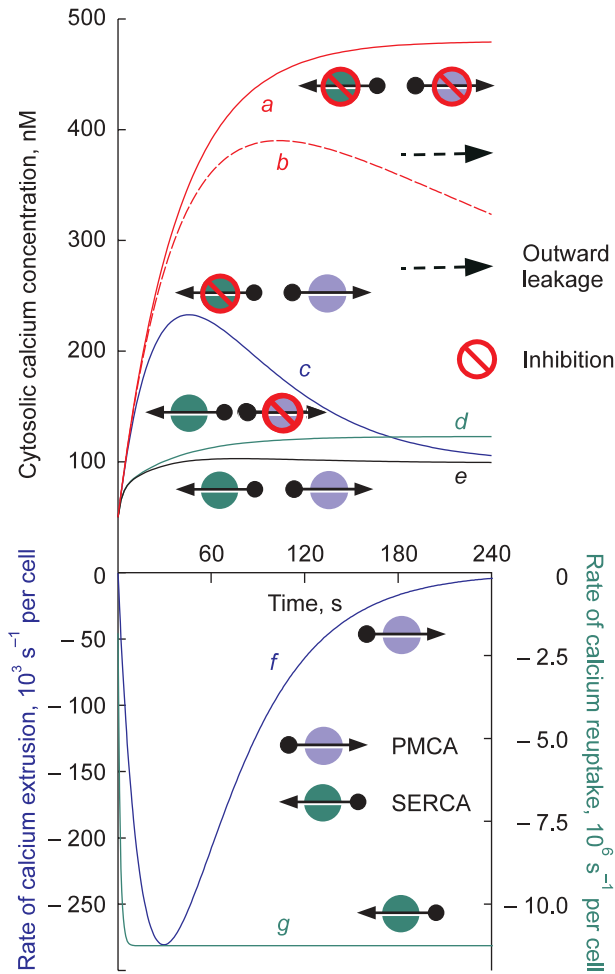 Cytosolic calcium concentration, nM
500
400
300
200
100
a
b
c
d
e
Outward
leakage
Inhibition
60
120
180
240
Time, s
Rate of calcium extrusion, 10³ s⁻¹ per cell
0
– 50
– 100
– 150
– 200
– 250
f
g
PMCA
SERCA
0
– 2.5
– 5.0
– 7.5
– 10.0
Rate of calcium reuptake, 10⁶ s⁻¹ per cell